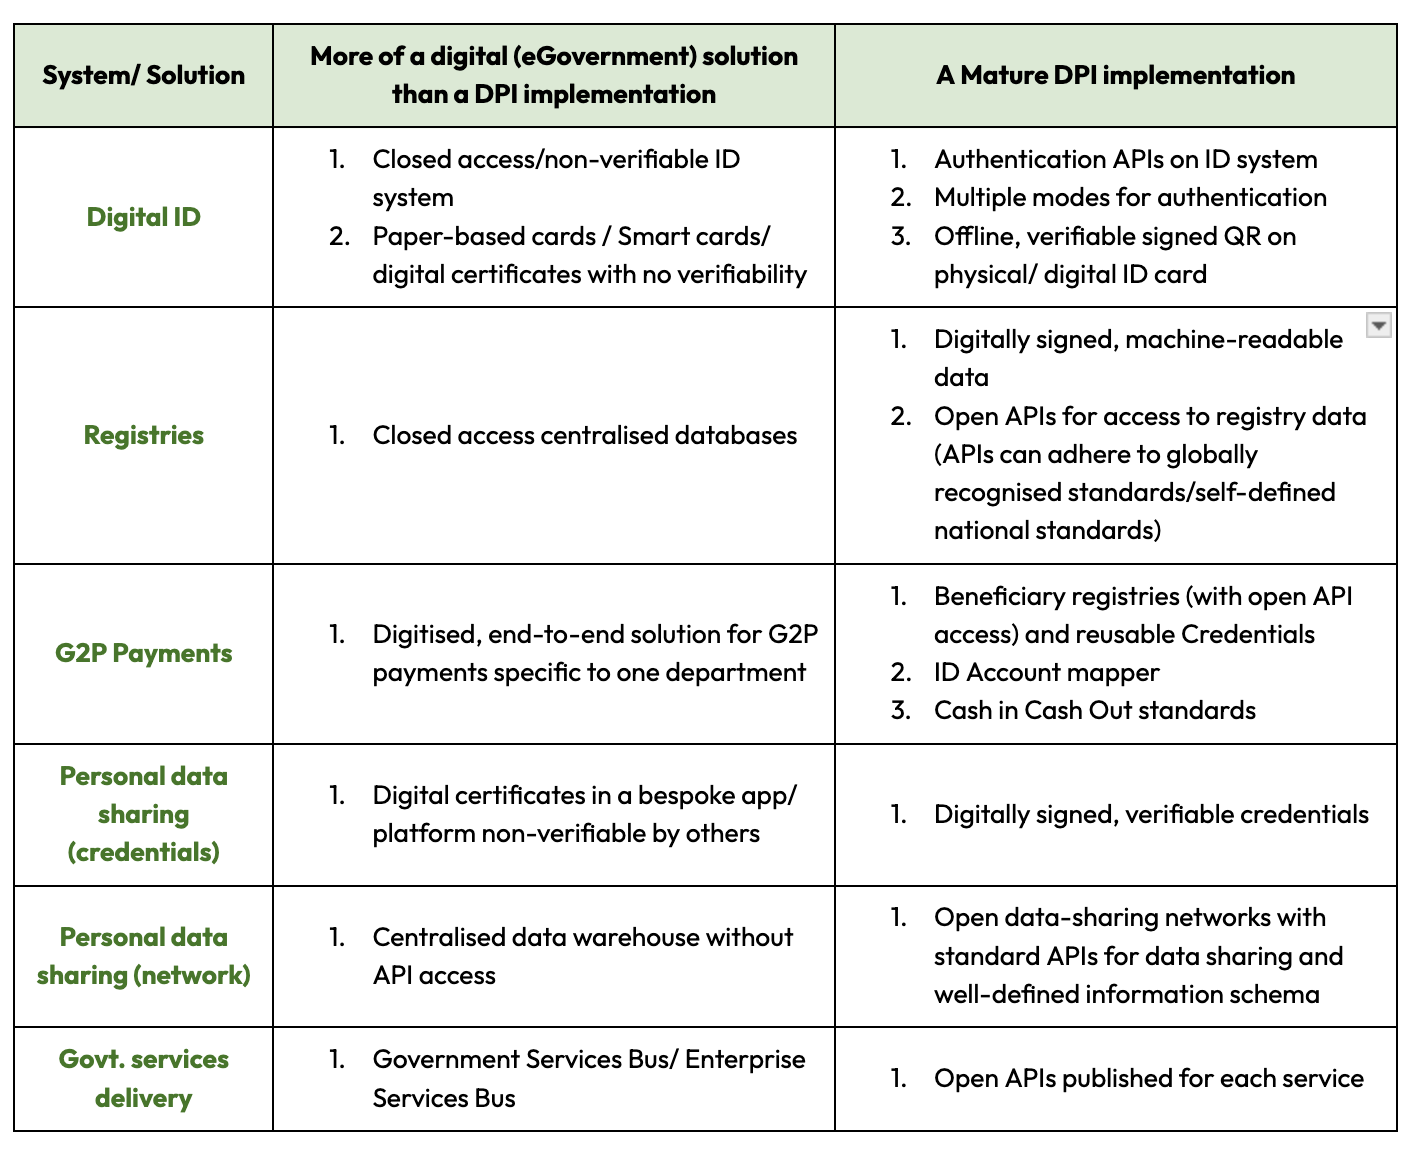 System/ Solution
More of a digital (eGovernment) solution
than a DPI implementation
A Mature DPI implementation
Digital ID
1. Closed access/non-verifiable ID
system
2. Paper-based cards / Smart cards/
digital certificates with no verifiability
1. Authentication APIs on ID system
2. Multiple modes for authentication
3. Offline, verifiable signed QR on
physical/ digital ID card
Registries
1. Closed access centralised databases
1. Digitally signed, machine-readable
data
2. Open APIs for access to registry data
(APIs can adhere to globally
recognised standards/self-defined
national standards)
G2P Payments
1. Digitised, end-to-end solution for G2P
payments specific to one department
1. Beneficiary registries (with open API
access) and reusable Credentials
2. ID Account mapper
3. Cash in Cash Out standards
Personal data
sharing
(credentials)
1. Digital certificates in a bespoke app/
platform non-verifiable by others
1. Digitally signed, verifiable credentials
Personal data
sharing (network)
1. Centralised data warehouse without
API access
1. Open data-sharing networks with
standard APIs for data sharing and
well-defined information schema
Govt. services
delivery
1. Government Services Bus/ Enterprise
Services Bus
1. Open APIs published for each service